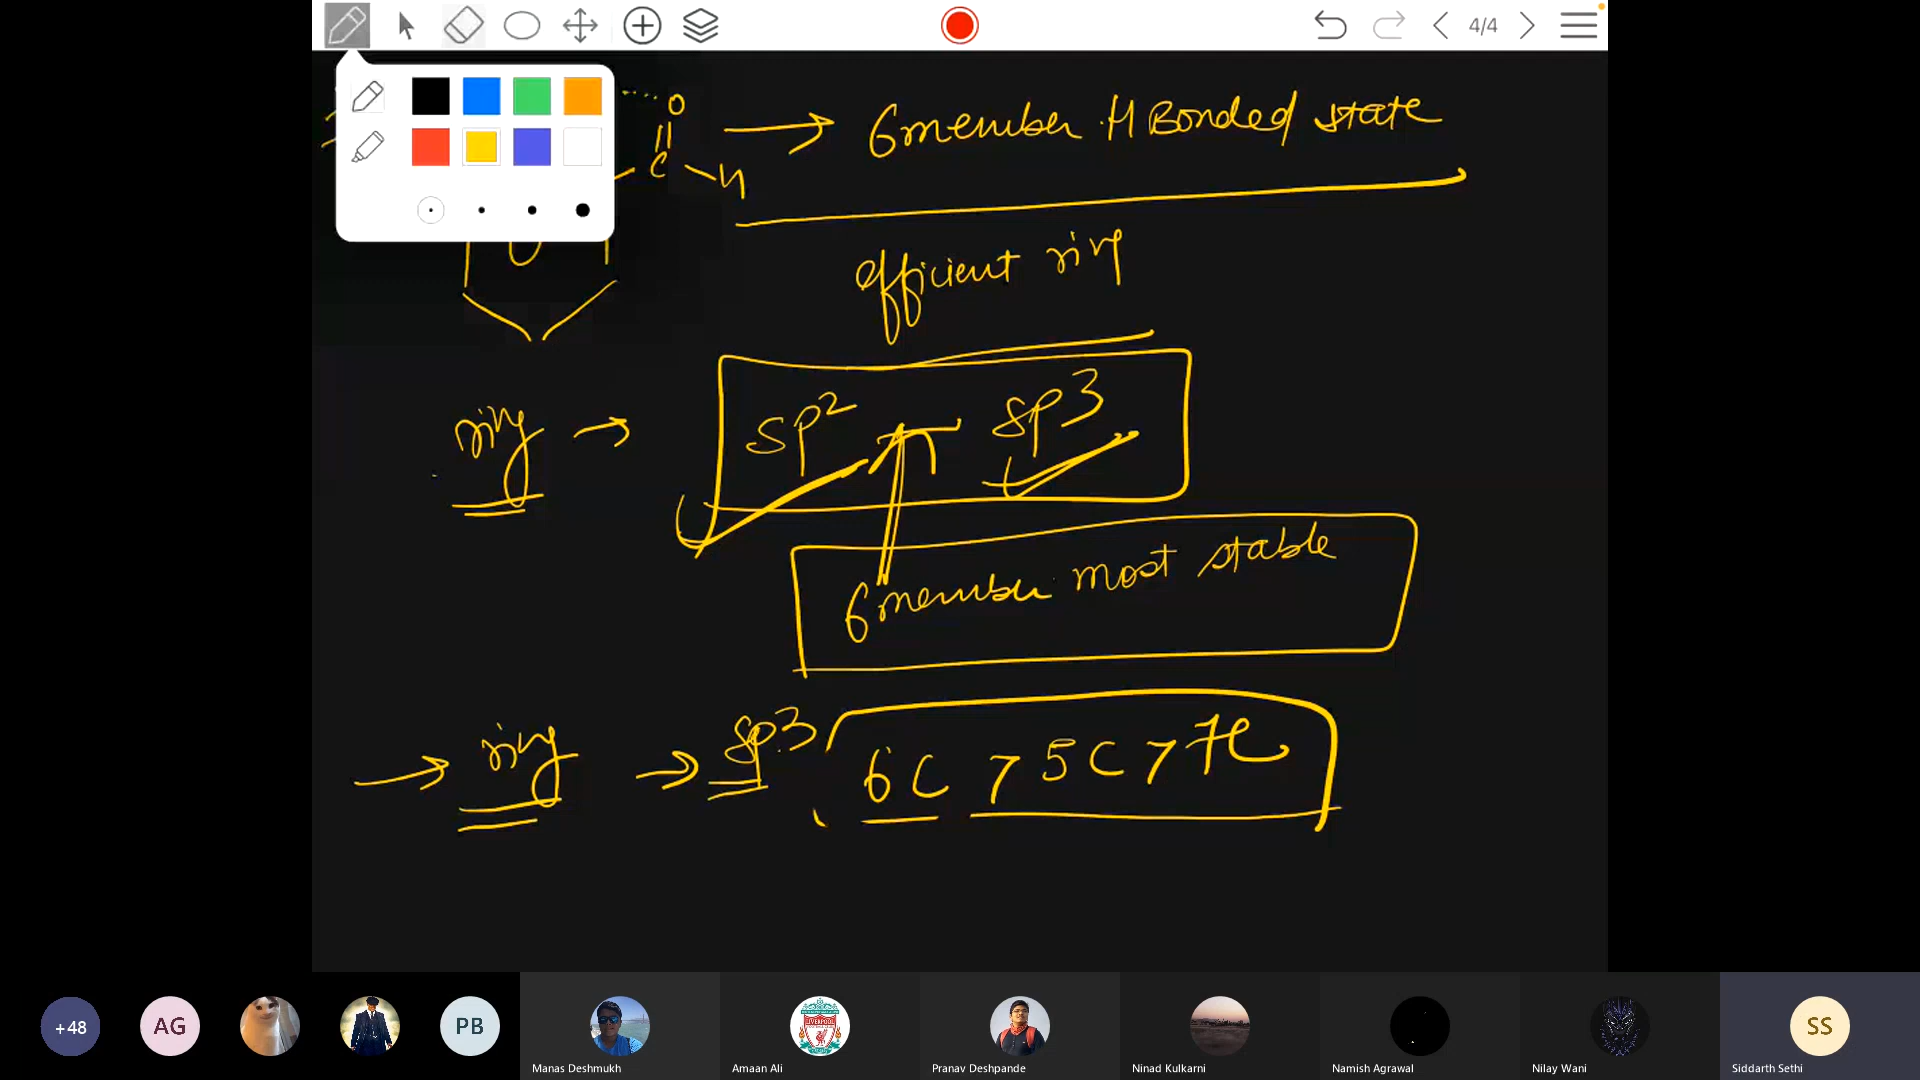 4/4
O
||
C
H
→ 6 member H Bonded state
efficient ring
ring → sp² sp3
6 member most stable
→ ring → sp3 6C 7 5C 7 7C
+48
AG
PB
Manas Deshmukh
LIVERPOOL
Amaan Ali
Pranav Deshpande
Ninad Kulkarni
Namish Agrawal
Nilay Wani
SS
Siddarth Sethi